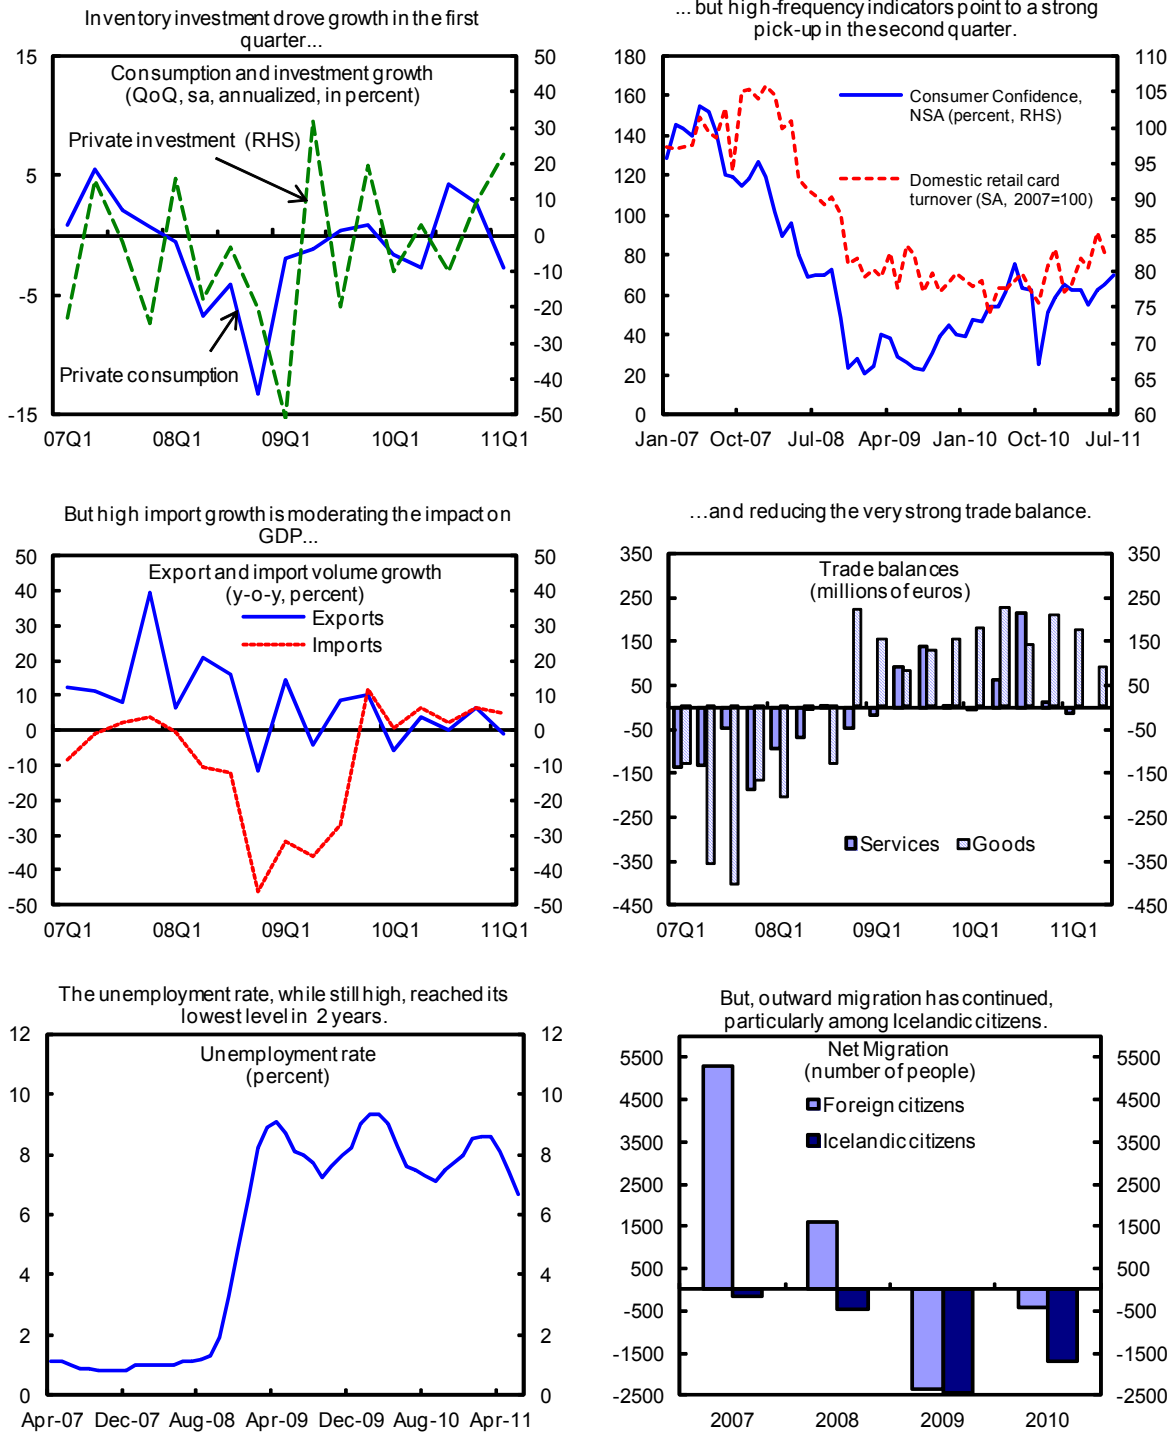 Inventory investment drove growth in the first
quarter...
Consumption and investment growth
(QoQ, sa, annualized, in percent)
Private investment (RHS)
Private consumption
15
5
-5
-15
50
40
30
20
10
0
-10
-20
-30
-40
-50
07Q1 08Q1 09Q1 10Q1 11Q1
... but high-frequency indicators point to a strong
pick-up in the second quarter.
Consumer Confidence,
NSA (percent, RHS)
Domestic retail card
turnover (SA, 2007=100)
180
160
140
120
100
80
60
40
20
0
110
105
100
95
90
85
80
75
70
65
60
Jan-07 Oct-07 Jul-08 Apr-09 Jan-10 Oct-10 Jul-11
But high import growth is moderating the impact on
GDP...
Export and import volume growth
(y-o-y, percent)
Exports
Imports
50
40
30
20
10
0
-10
-20
-30
-40
-50
50
40
30
20
10
0
-10
-20
-30
-40
-50
07Q1 08Q1 09Q1 10Q1 11Q1
...and reducing the very strong trade balance.
Trade balances
(millions of euros)
Services Goods
350
250
150
50
-50
-150
-250
-350
-450
350
250
150
50
-50
-150
-250
-350
-450
07Q1 08Q1 09Q1 10Q1 11Q1
The unemployment rate, while still high, reached its
lowest level in 2 years.
Unemployment rate
(percent)
12
10
8
6
4
2
0
12
10
8
6
4
2
0
Apr-07 Dec-07 Aug-08 Apr-09 Dec-09 Aug-10 Apr-11
But, outward migration has continued,
particularly among Icelandic citizens.
Net Migration
(number of people)
Foreign citizens
Icelandic citizens
5500
4500
3500
2500
1500
500
-500
-1500
-2500
5500
4500
3500
2500
1500
500
-500
-1500
-2500
2007 2008 2009 2010